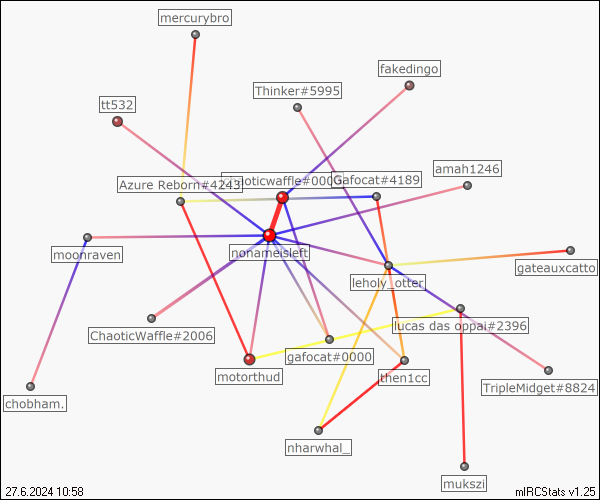 mercurybro
fakedingo
Thinker#5995
tt532
amah1246
Azure Reborn#4243
Gafocat#4189
moonraven
nonameisleft
gateauxcatto
leholy_otter
ChaoticWaffle#2006
lucas das oppai#2396
gafocat#0000
motorthud
then1cc
TripleMidget#8824
chobham.
nharwhal_
mukszi
27.6.2024 10:58
mIRCStats v1.25